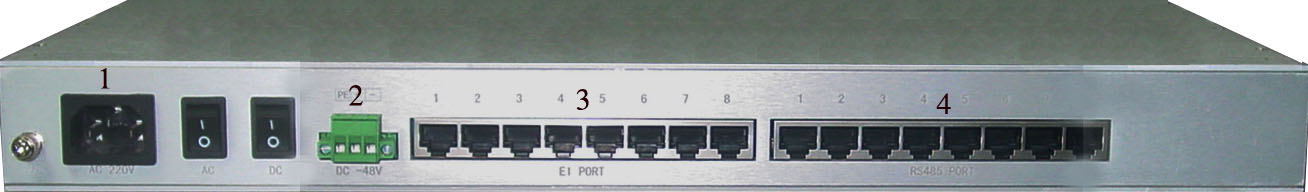 1
2
3
4
PE -
1 2 3 4 5 6 7 8
1 2 3 4 5
I
O
I
O
AC 220V
AC
DC
DC -48V
E1 PORT
RS485 PORT